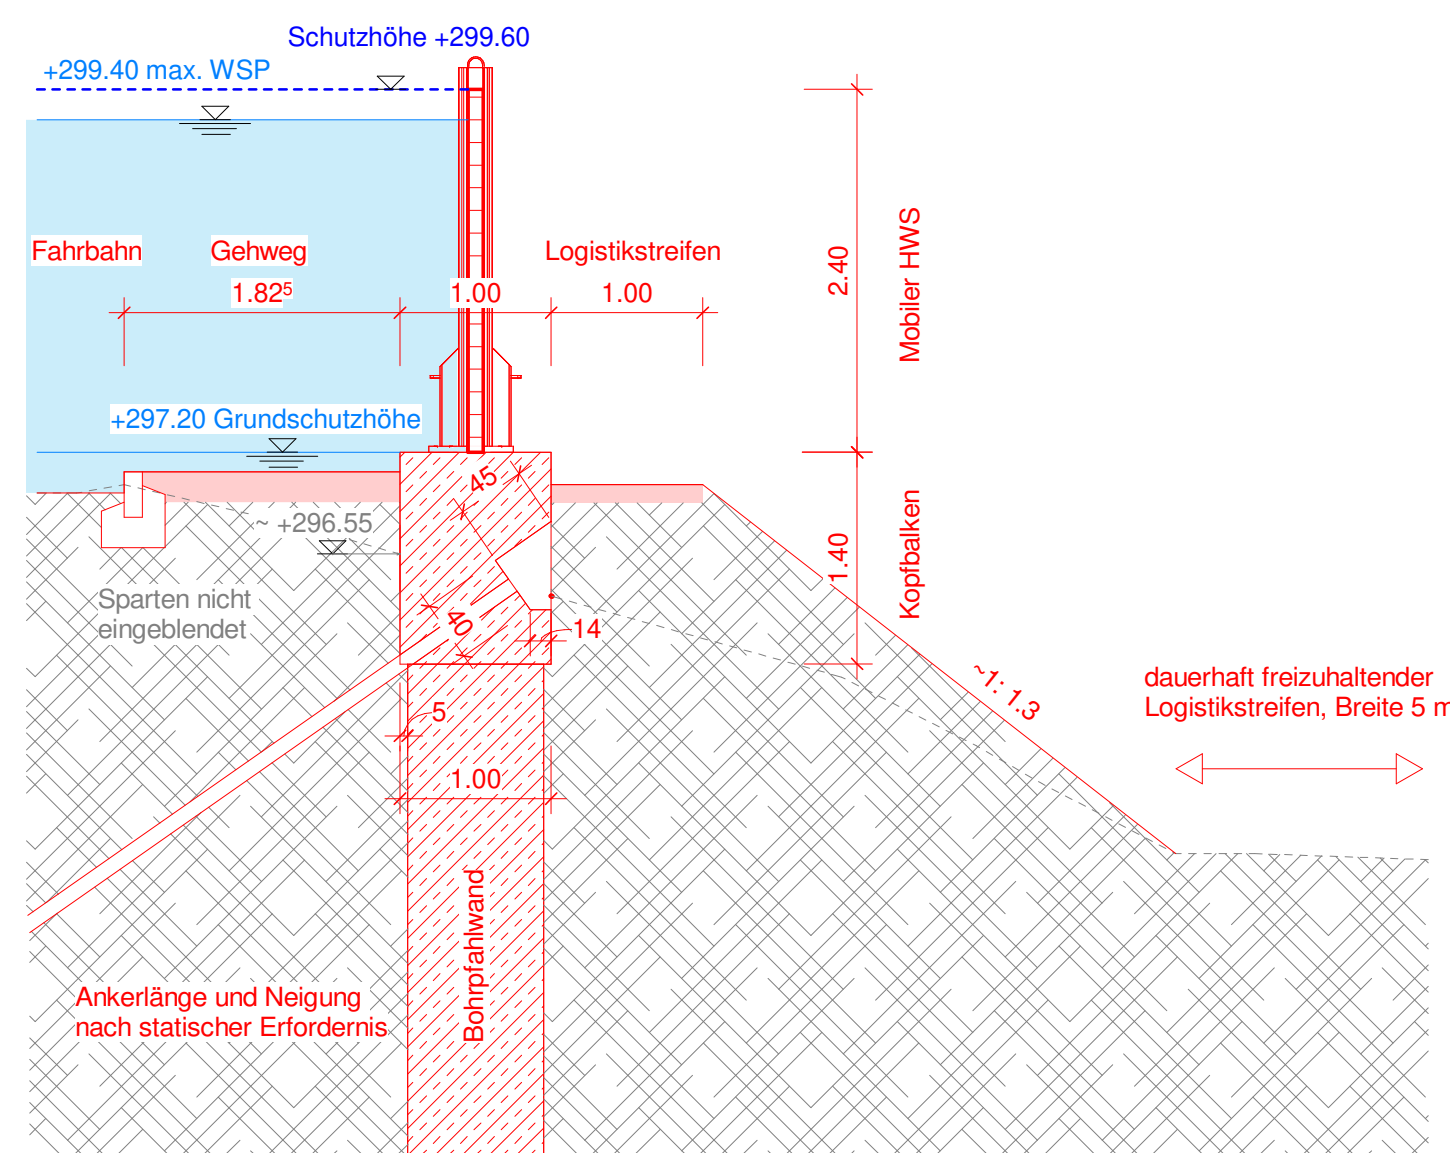 Schutzhöhe +299.60
+299.40 max. WSP
Fahrbahn
Gehweg
Logistikstreifen
1.82⁵
1.00
1.00
2.40
Mobiler HWS
+297.20 Grundschutzhöhe
45
~ +296.55
1.40
Kopfbalken
Sparten nicht
eingeblendet
40
14
~1: 1.3
dauerhaft freizuhaltender
Logistikstreifen, Breite 5 m
5
1.00
Bohrpfahlwand
Ankerlänge und Neigung
nach statischer Erfordernis